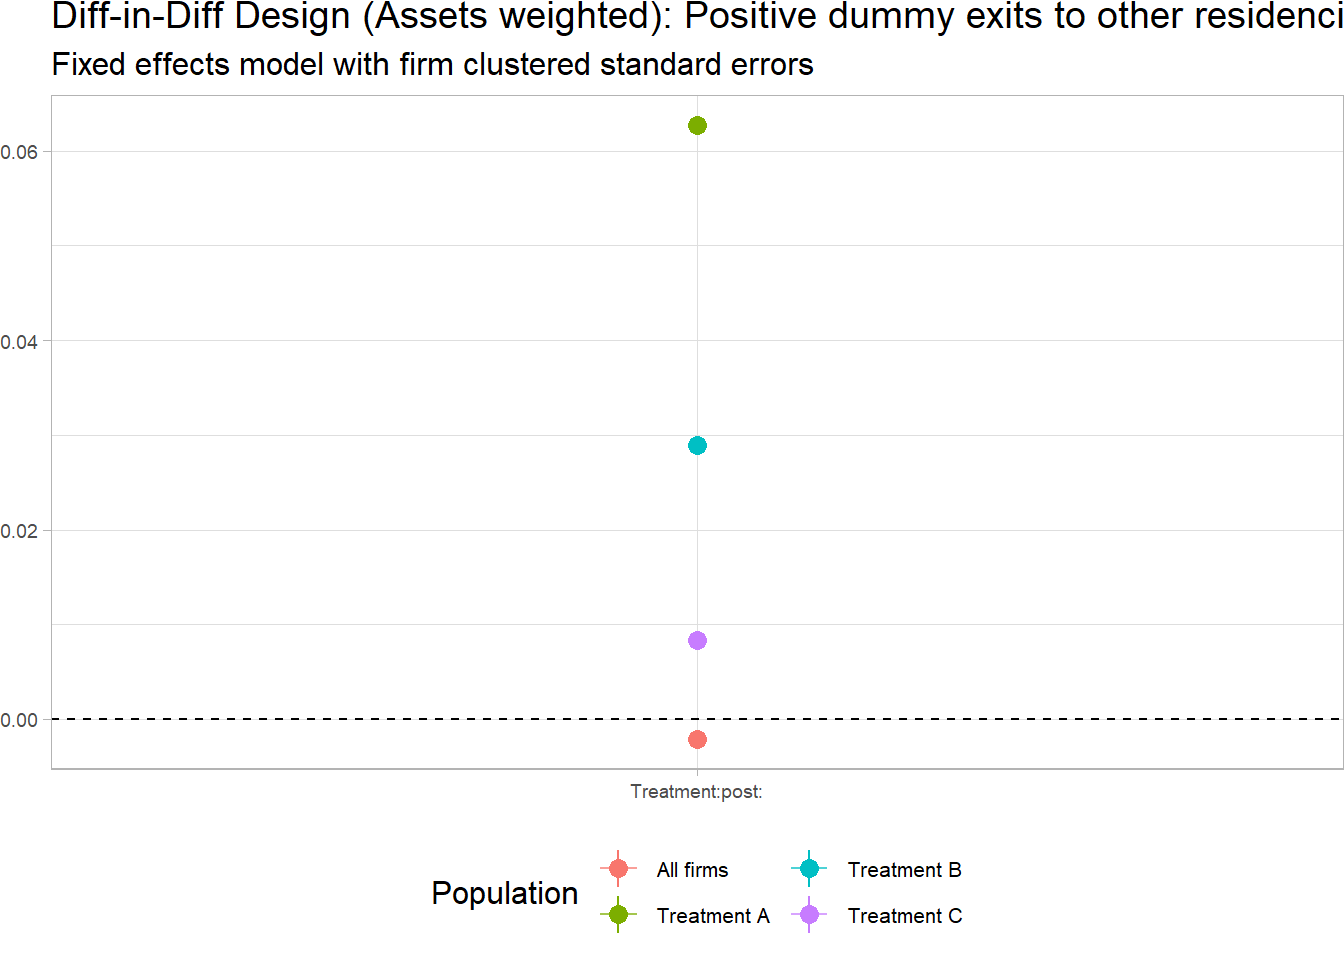 Diff-in-Diff Design (Assets weighted): Positive dummy exits to other residenci
Fixed effects model with firm clustered standard errors
0.06
0.04
0.02
0.00
Treatment:post:
Population
All firms
Treatment B
Treatment A
Treatment C